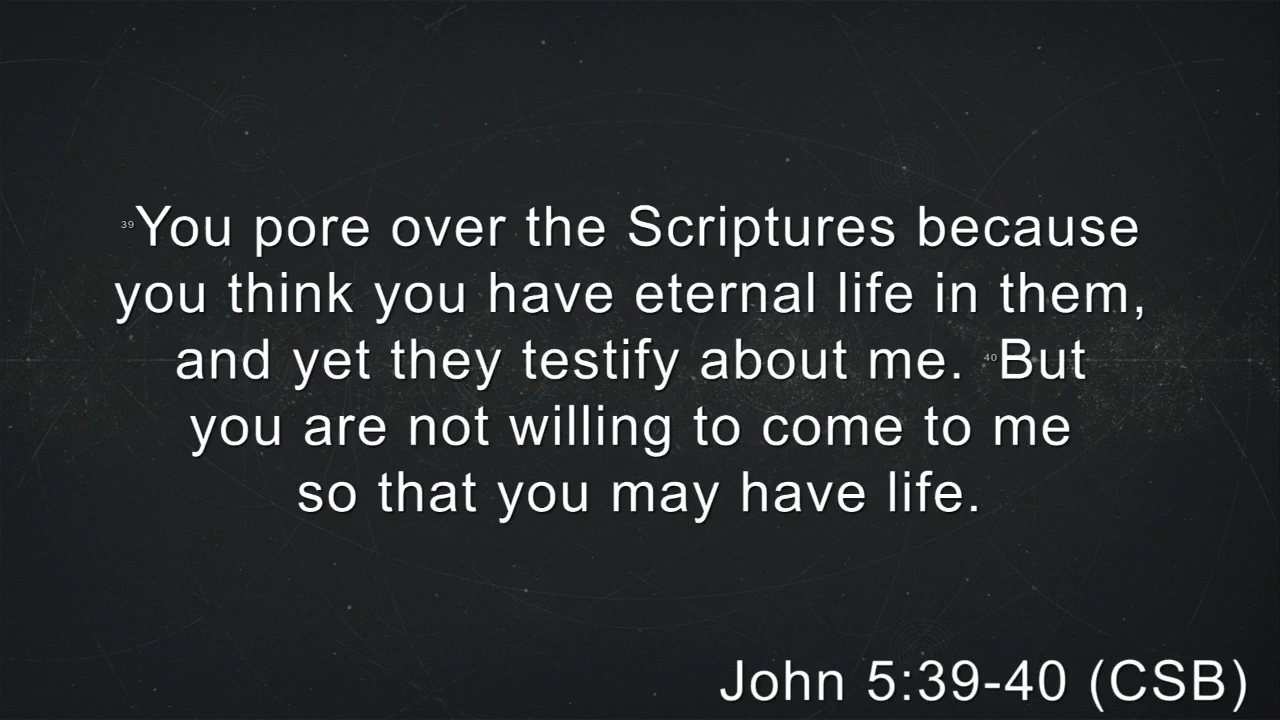 39You pore over the Scriptures because
you think you have eternal life in them,
and yet they testify about me. 40But
you are not willing to come to me
so that you may have life.
John 5:39-40 (CSB)